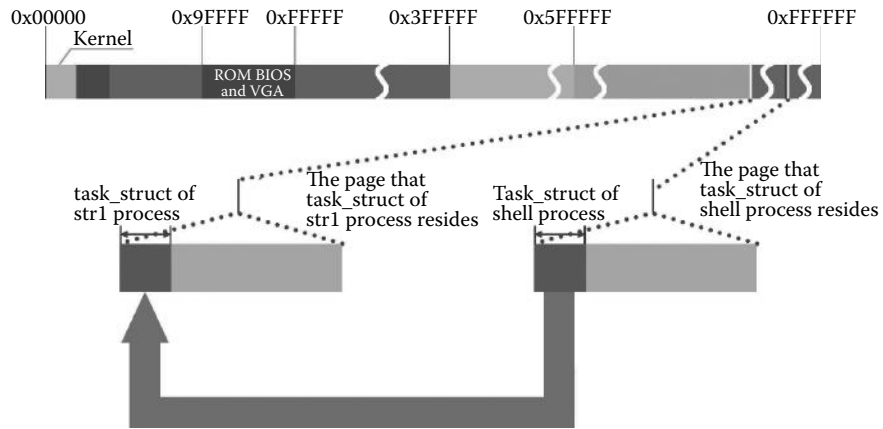 0x00000 0x9FFFF 0xFFFFF 0x3FFFFF 0x5FFFFF 0xFFFFFF
Kernel
ROM BIOS
and VGA
task_struct of
str1 process
The page that
task_struct of
str1 process resides
Task_struct of
shell process
The page that
task_struct of
shell process resides